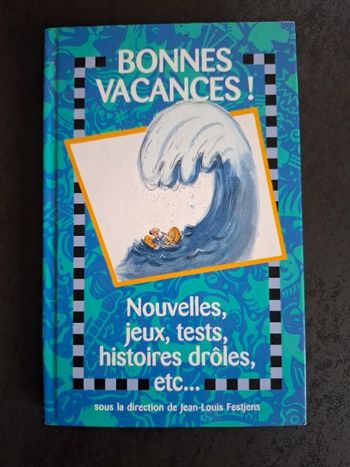 BONNES
VACANCES !
Nouvelles,
jeux, tests,
histoires drôles,
etc...
sous la direction de Jean-Louis Festjens